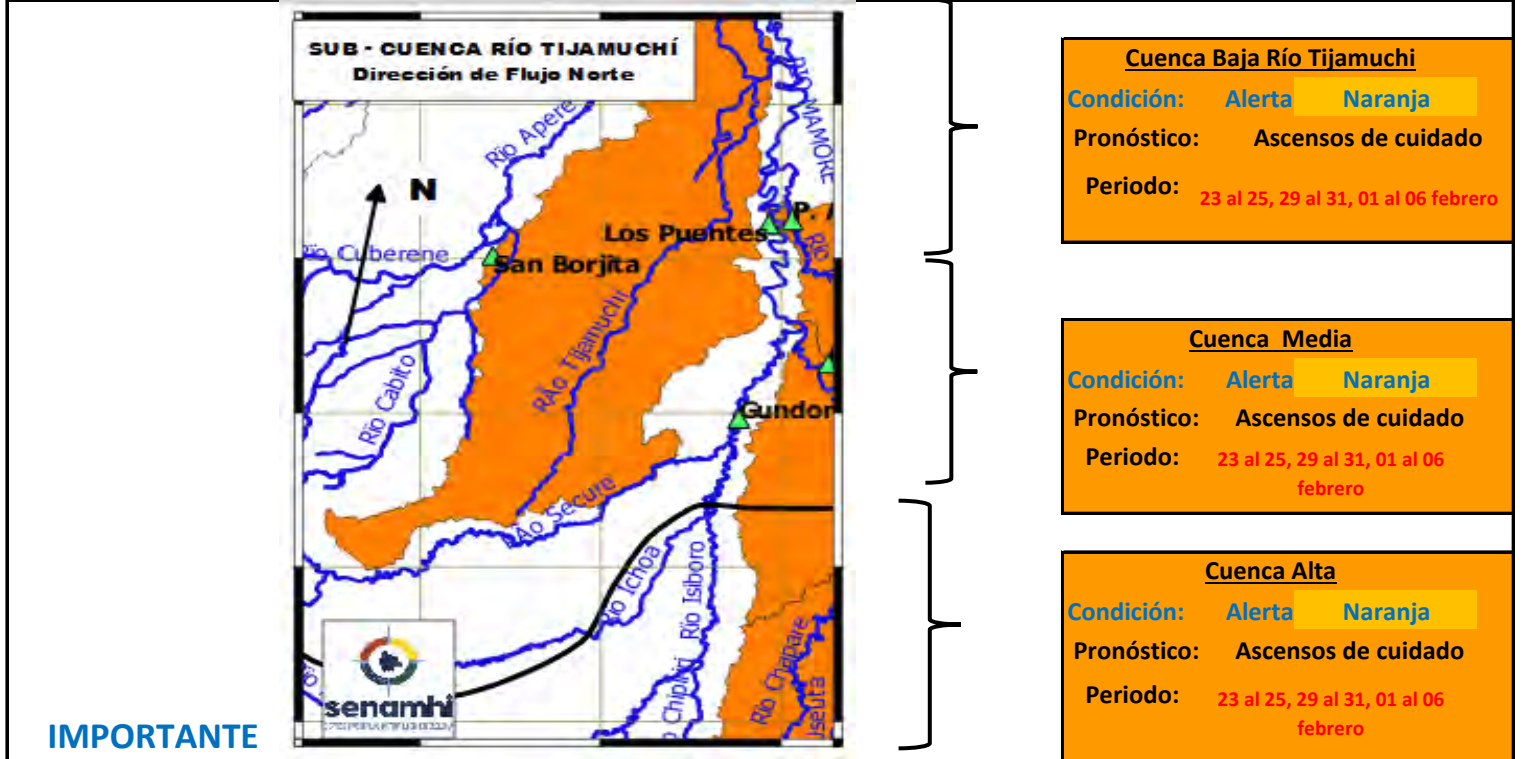 SUB - CUENCA RÍO TIJAMUCHÍ
Dirección de Flujo Norte
RIO MAMORE
Río Apere
N
P. A
Los Puentes
Río
Río Cuberene
San Borjita
RÃo Tijamuchi
Río Cabito
Gundor
RÃo Secure
Río Ichoa
Río Isiboro
Río Chapare
Chipiriri
senamhi
IMPORTANTE
Cuenca Baja Río Tijamuchi
Condición: Alerta Naranja
Pronóstico: Ascensos de cuidado
Periodo: 23 al 25, 29 al 31, 01 al 06 febrero
Cuenca Media
Condición: Alerta Naranja
Pronóstico: Ascensos de cuidado
Periodo: 23 al 25, 29 al 31, 01 al 06
febrero
Cuenca Alta
Condición: Alerta Naranja
Pronóstico: Ascensos de cuidado
Periodo: 23 al 25, 29 al 31, 01 al 06
febrero